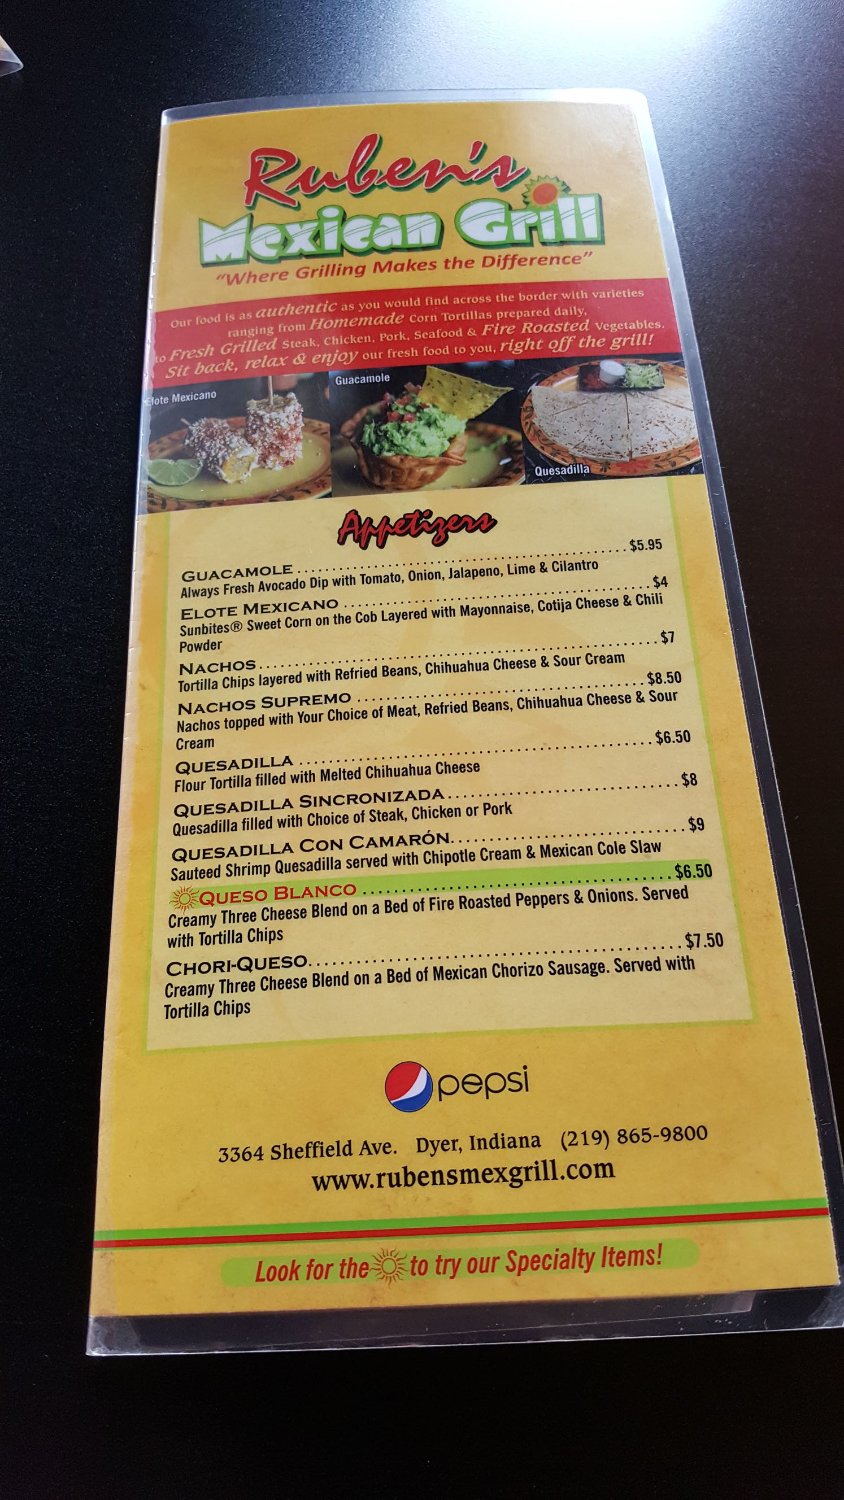 Ruben's
Mexican Grill
"Where Grilling Makes the Difference"
Our food is as authentic as you would find across the border with varieties
ranging from Homemade Corn Tortillas prepared daily,
to Fresh Grilled Steak, Chicken, Pork, Seafood & Fire Roasted Vegetables.
Sit back, relax & enjoy our fresh food to you, right off the grill!
Elote Mexicano
Guacamole
Quesadilla
Appetizers
GUACAMOLE ........................................ $5.95
Always Fresh Avocado Dip with Tomato, Onion, Jalapeno, Lime & Cilantro
ELOTE MEXICANO ........................................ $4
Sunbites® Sweet Corn on the Cob Layered with Mayonnaise, Cotija Cheese & Chili
Powder
NACHOS ........................................ $7
Tortilla Chips layered with Refried Beans, Chihuahua Cheese & Sour Cream
NACHOS SUPREMO ........................................ $8.50
Nachos topped with Your Choice of Meat, Refried Beans, Chihuahua Cheese & Sour
Cream
QUESADILLA ........................................ $6.50
Flour Tortilla filled with Melted Chihuahua Cheese
QUESADILLA SINCRONIZADA ............................ $8
Quesadilla filled with Choice of Steak, Chicken or Pork
QUESADILLA CON CAMARÓN ............................ $9
Sauteed Shrimp Quesadilla served with Chipotle Cream & Mexican Cole Slaw
QUESO BLANCO ........................................ $6.50
Creamy Three Cheese Blend on a Bed of Fire Roasted Peppers & Onions. Served
with Tortilla Chips
CHORI-QUESO ........................................ $7.50
Creamy Three Cheese Blend on a Bed of Mexican Chorizo Sausage. Served with
Tortilla Chips
pepsi
3364 Sheffield Ave. Dyer, Indiana (219) 865-9800
www.rubensmexgrill.com
Look for the to try our Specialty Items!